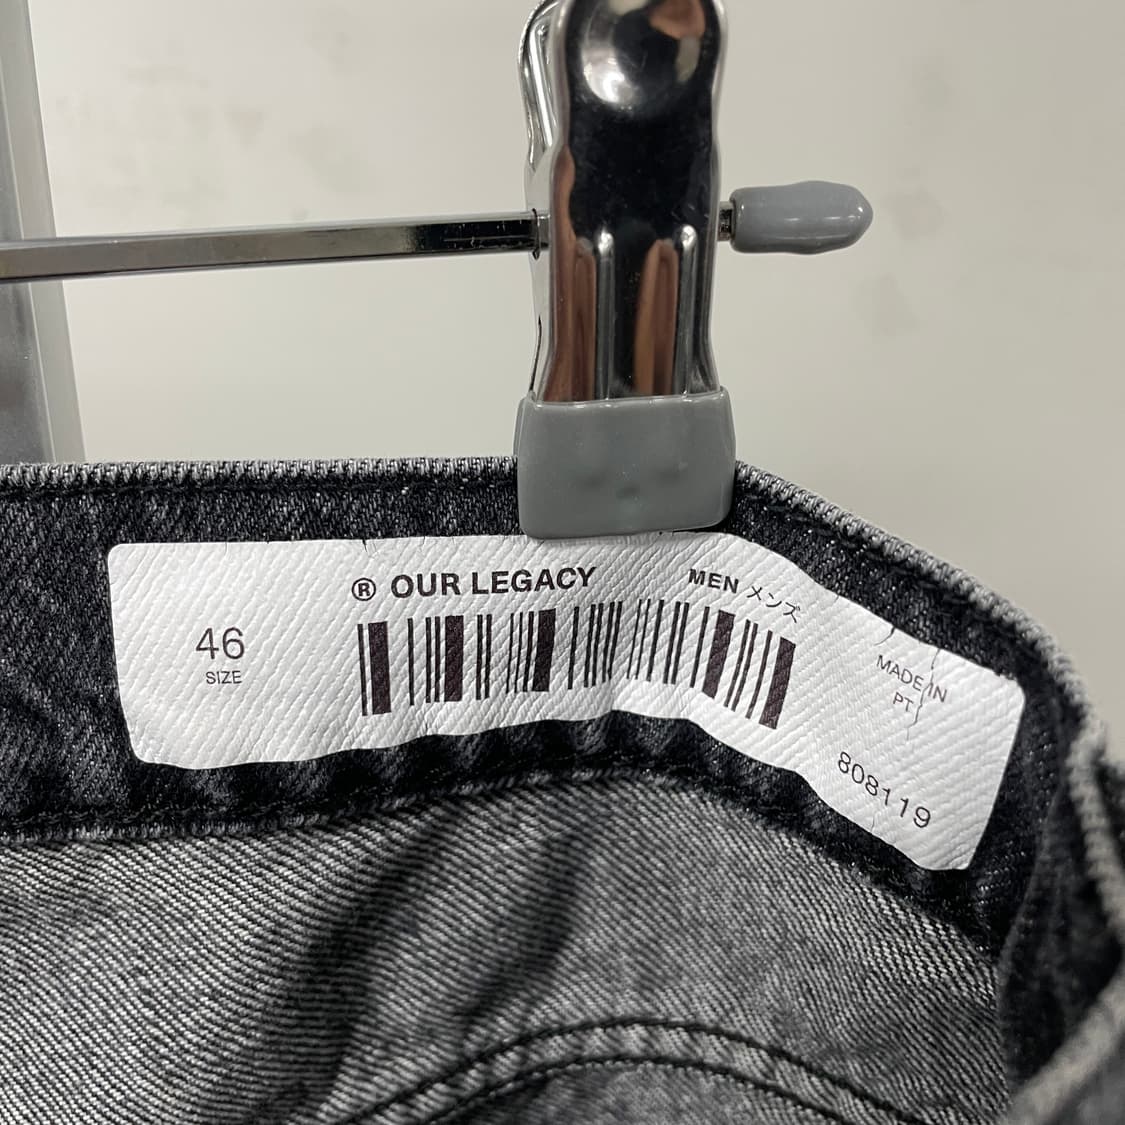 ® OUR LEGACY
MEN メンズ
46
SIZE
MADE IN
PT
808119